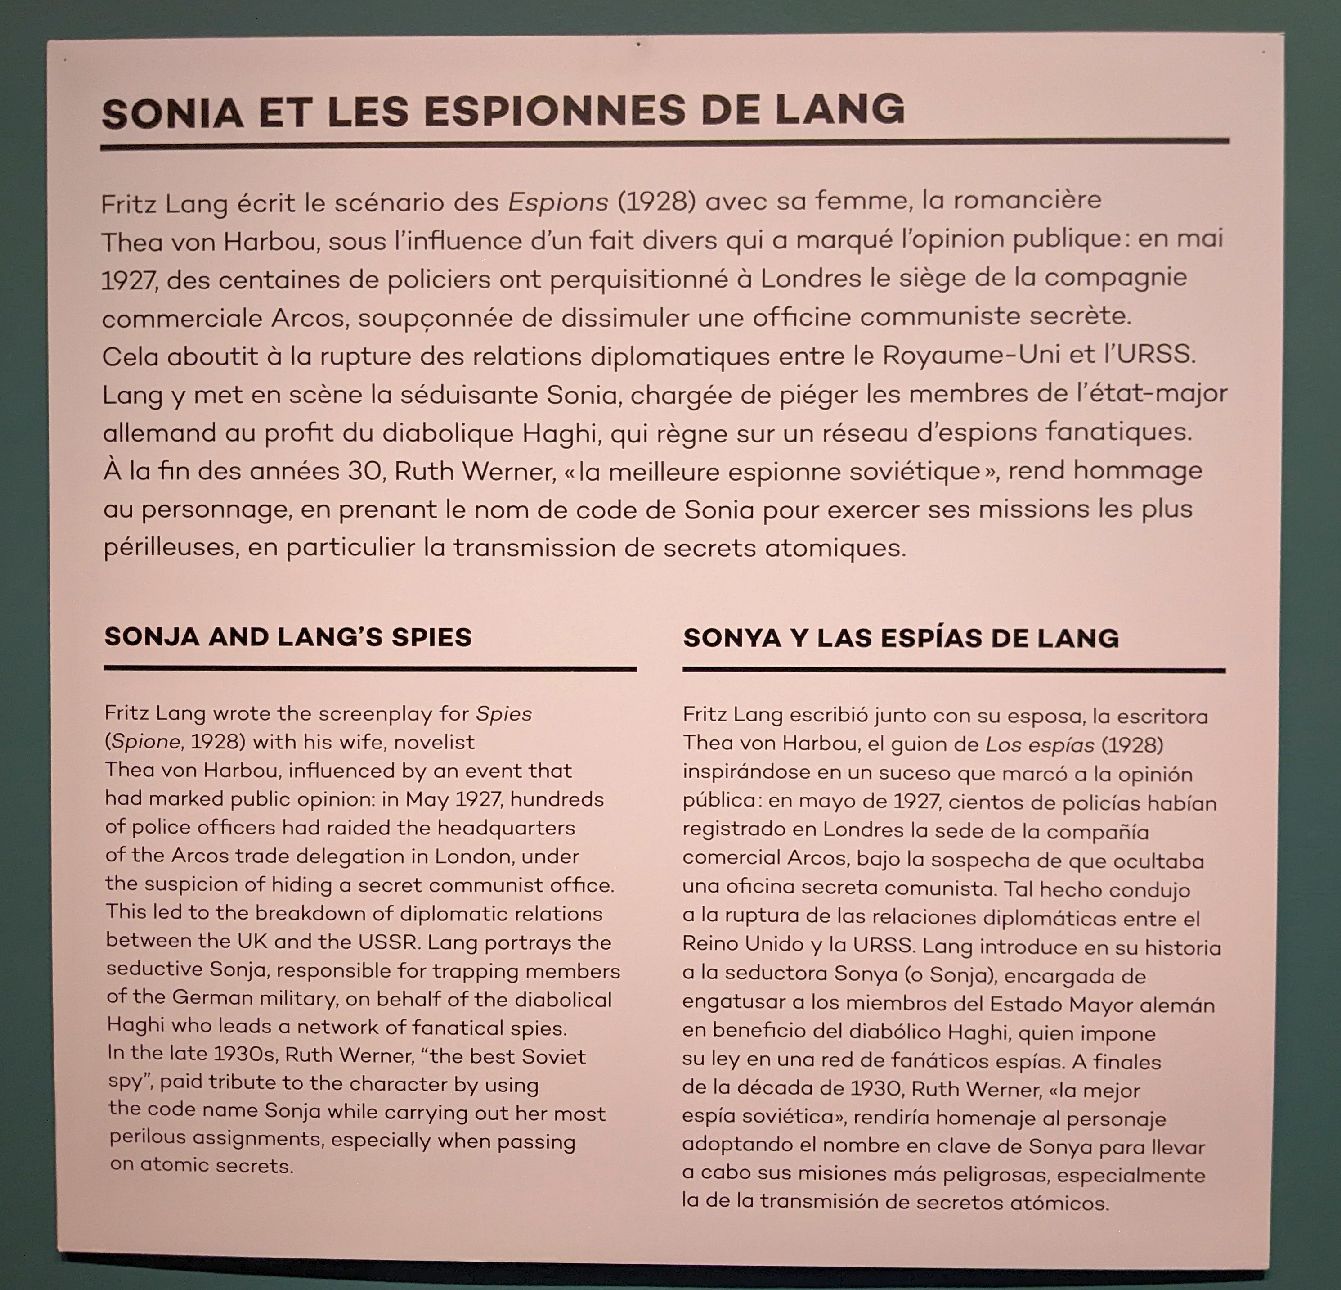 SONIA ET LES ESPIONNES DE LANG
Fritz Lang écrit le scénario des Espions (1928) avec sa femme, la romancière
Thea von Harbou, sous l'influence d'un fait divers qui a marqué l'opinion publique : en mai
1927, des centaines de policiers ont perquisitionné à Londres le siège de la compagnie
commerciale Arcos, soupçonnée de dissimuler une officine communiste secrète.
Cela aboutit à la rupture des relations diplomatiques entre le Royaume-Uni et l'URSS.
Lang y met en scène la séduisante Sonia, chargée de piéger les membres de l'état-major
allemand au profit du diabolique Haghi, qui règne sur un réseau d'espions fanatiques.
À la fin des années 30, Ruth Werner, « la meilleure espionne soviétique », rend hommage
au personnage, en prenant le nom de code de Sonia pour exercer ses missions les plus
périlleuses, en particulier la transmission de secrets atomiques.
SONJA AND LANG'S SPIES
Fritz Lang wrote the screenplay for Spies
(Spione, 1928) with his wife, novelist
Thea von Harbou, influenced by an event that
had marked public opinion: in May 1927, hundreds
of police officers had raided the headquarters
of the Arcos trade delegation in London, under
the suspicion of hiding a secret communist office.
This led to the breakdown of diplomatic relations
between the UK and the USSR. Lang portrays the
seductive Sonja, responsible for trapping members
of the German military, on behalf of the diabolical
Haghi who leads a network of fanatical spies.
In the late 1930s, Ruth Werner, "the best Soviet
spy", paid tribute to the character by using
the code name Sonja while carrying out her most
perilous assignments, especially when passing
on atomic secrets.
SONYA Y LAS ESPÍAS DE LANG
Fritz Lang escribió junto con su esposa, la escritora
Thea von Harbou, el guion de Los espías (1928)
inspirándose en un suceso que marcó a la opinión
pública: en mayo de 1927, cientos de policías habían
registrado en Londres la sede de la compañía
comercial Arcos, bajo la sospecha de que ocultaba
una oficina secreta comunista. Tal hecho condujo
a la ruptura de las relaciones diplomáticas entre el
Reino Unido y la URSS. Lang introduce en su historia
a la seductora Sonya (o Sonja), encargada de
engatusar a los miembros del Estado Mayor alemán
en beneficio del diabólico Haghi, quien impone
su ley en una red de fanáticos espías. A finales
de la década de 1930, Ruth Werner, «la mejor
espía soviética», rendiría homenaje al personaje
adoptando el nombre en clave de Sonya para llevar
a cabo sus misiones más peligrosas, especialmente
la de la transmisión de secretos atómicos.